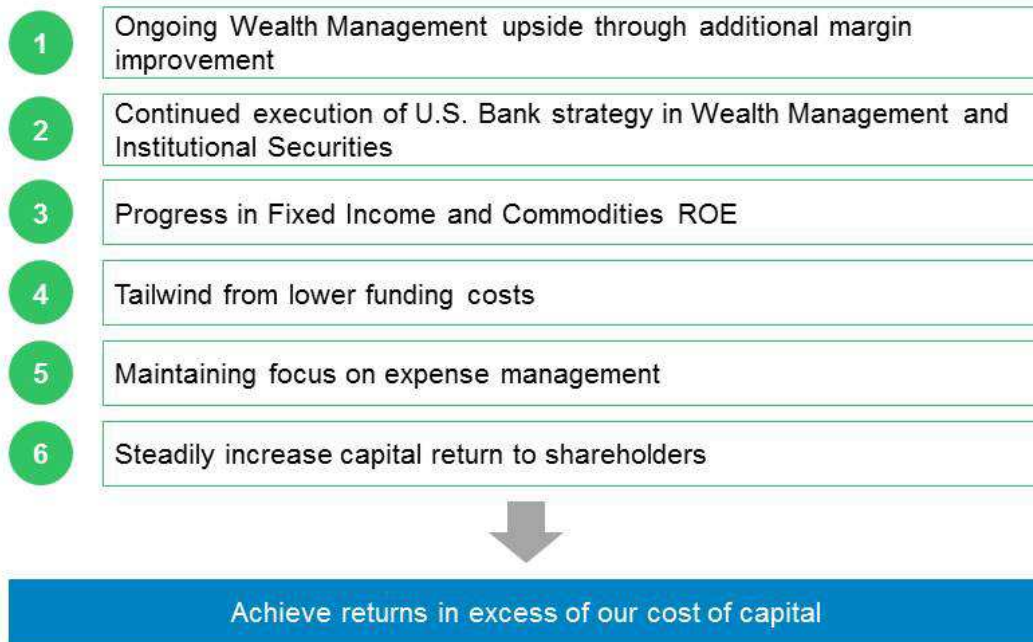 1
Ongoing Wealth Management upside through additional margin
improvement
2
Continued execution of U.S. Bank strategy in Wealth Management and
Institutional Securities
3
Progress in Fixed Income and Commodities ROE
4
Tailwind from lower funding costs
5
Maintaining focus on expense management
6
Steadily increase capital return to shareholders
Achieve returns in excess of our cost of capital